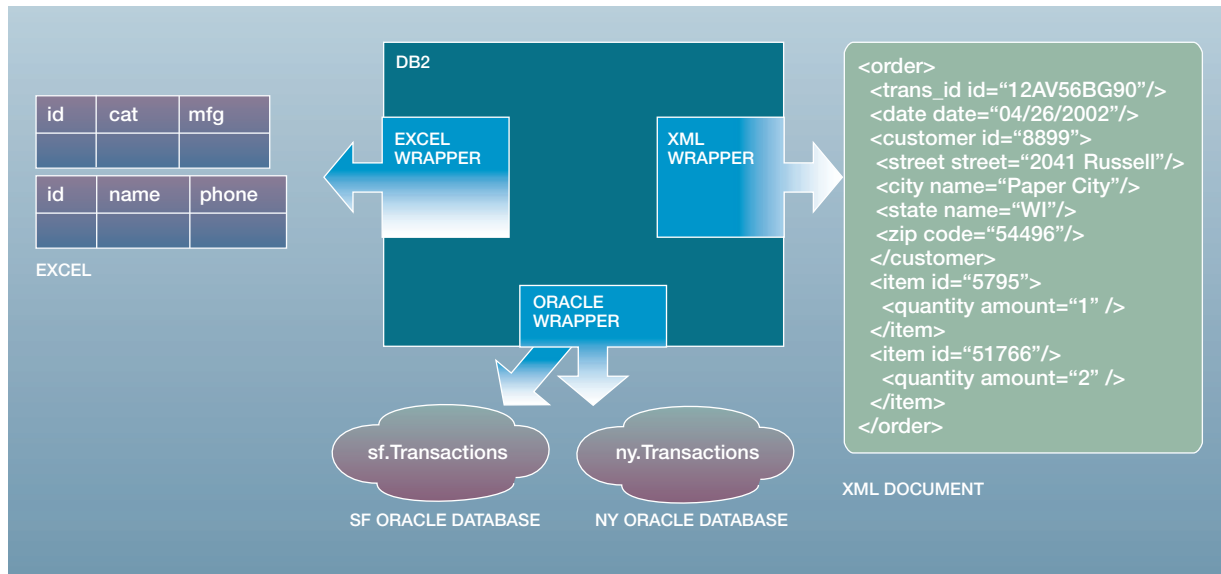 id cat mfg
id name phone
EXCEL
DB2
EXCEL
WRAPPER
XML
WRAPPER
ORACLE
WRAPPER
sf.Transactions
SF ORACLE DATABASE
ny.Transactions
NY ORACLE DATABASE
<order>
<trans_id id=“12AV56BG90”/>
<date date=“04/26/2002”/>
<customer id=“8899”>
<street street=“2041 Russell”/>
<city name=“Paper City”/>
<state name=“WI”/>
<zip code=“54496”/>
</customer>
<item id=“5795”>
<quantity amount=“1” />
</item>
<item id=“51766”/>
<quantity amount=“2” />
</item>
</order>
XML DOCUMENT